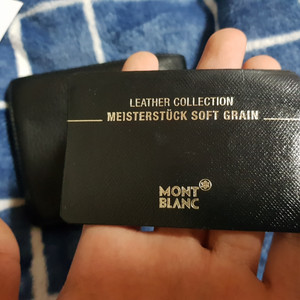 LEATHER COLLECTION
MEISTERSTÜCK SOFT GRAIN
MONT
BLANC